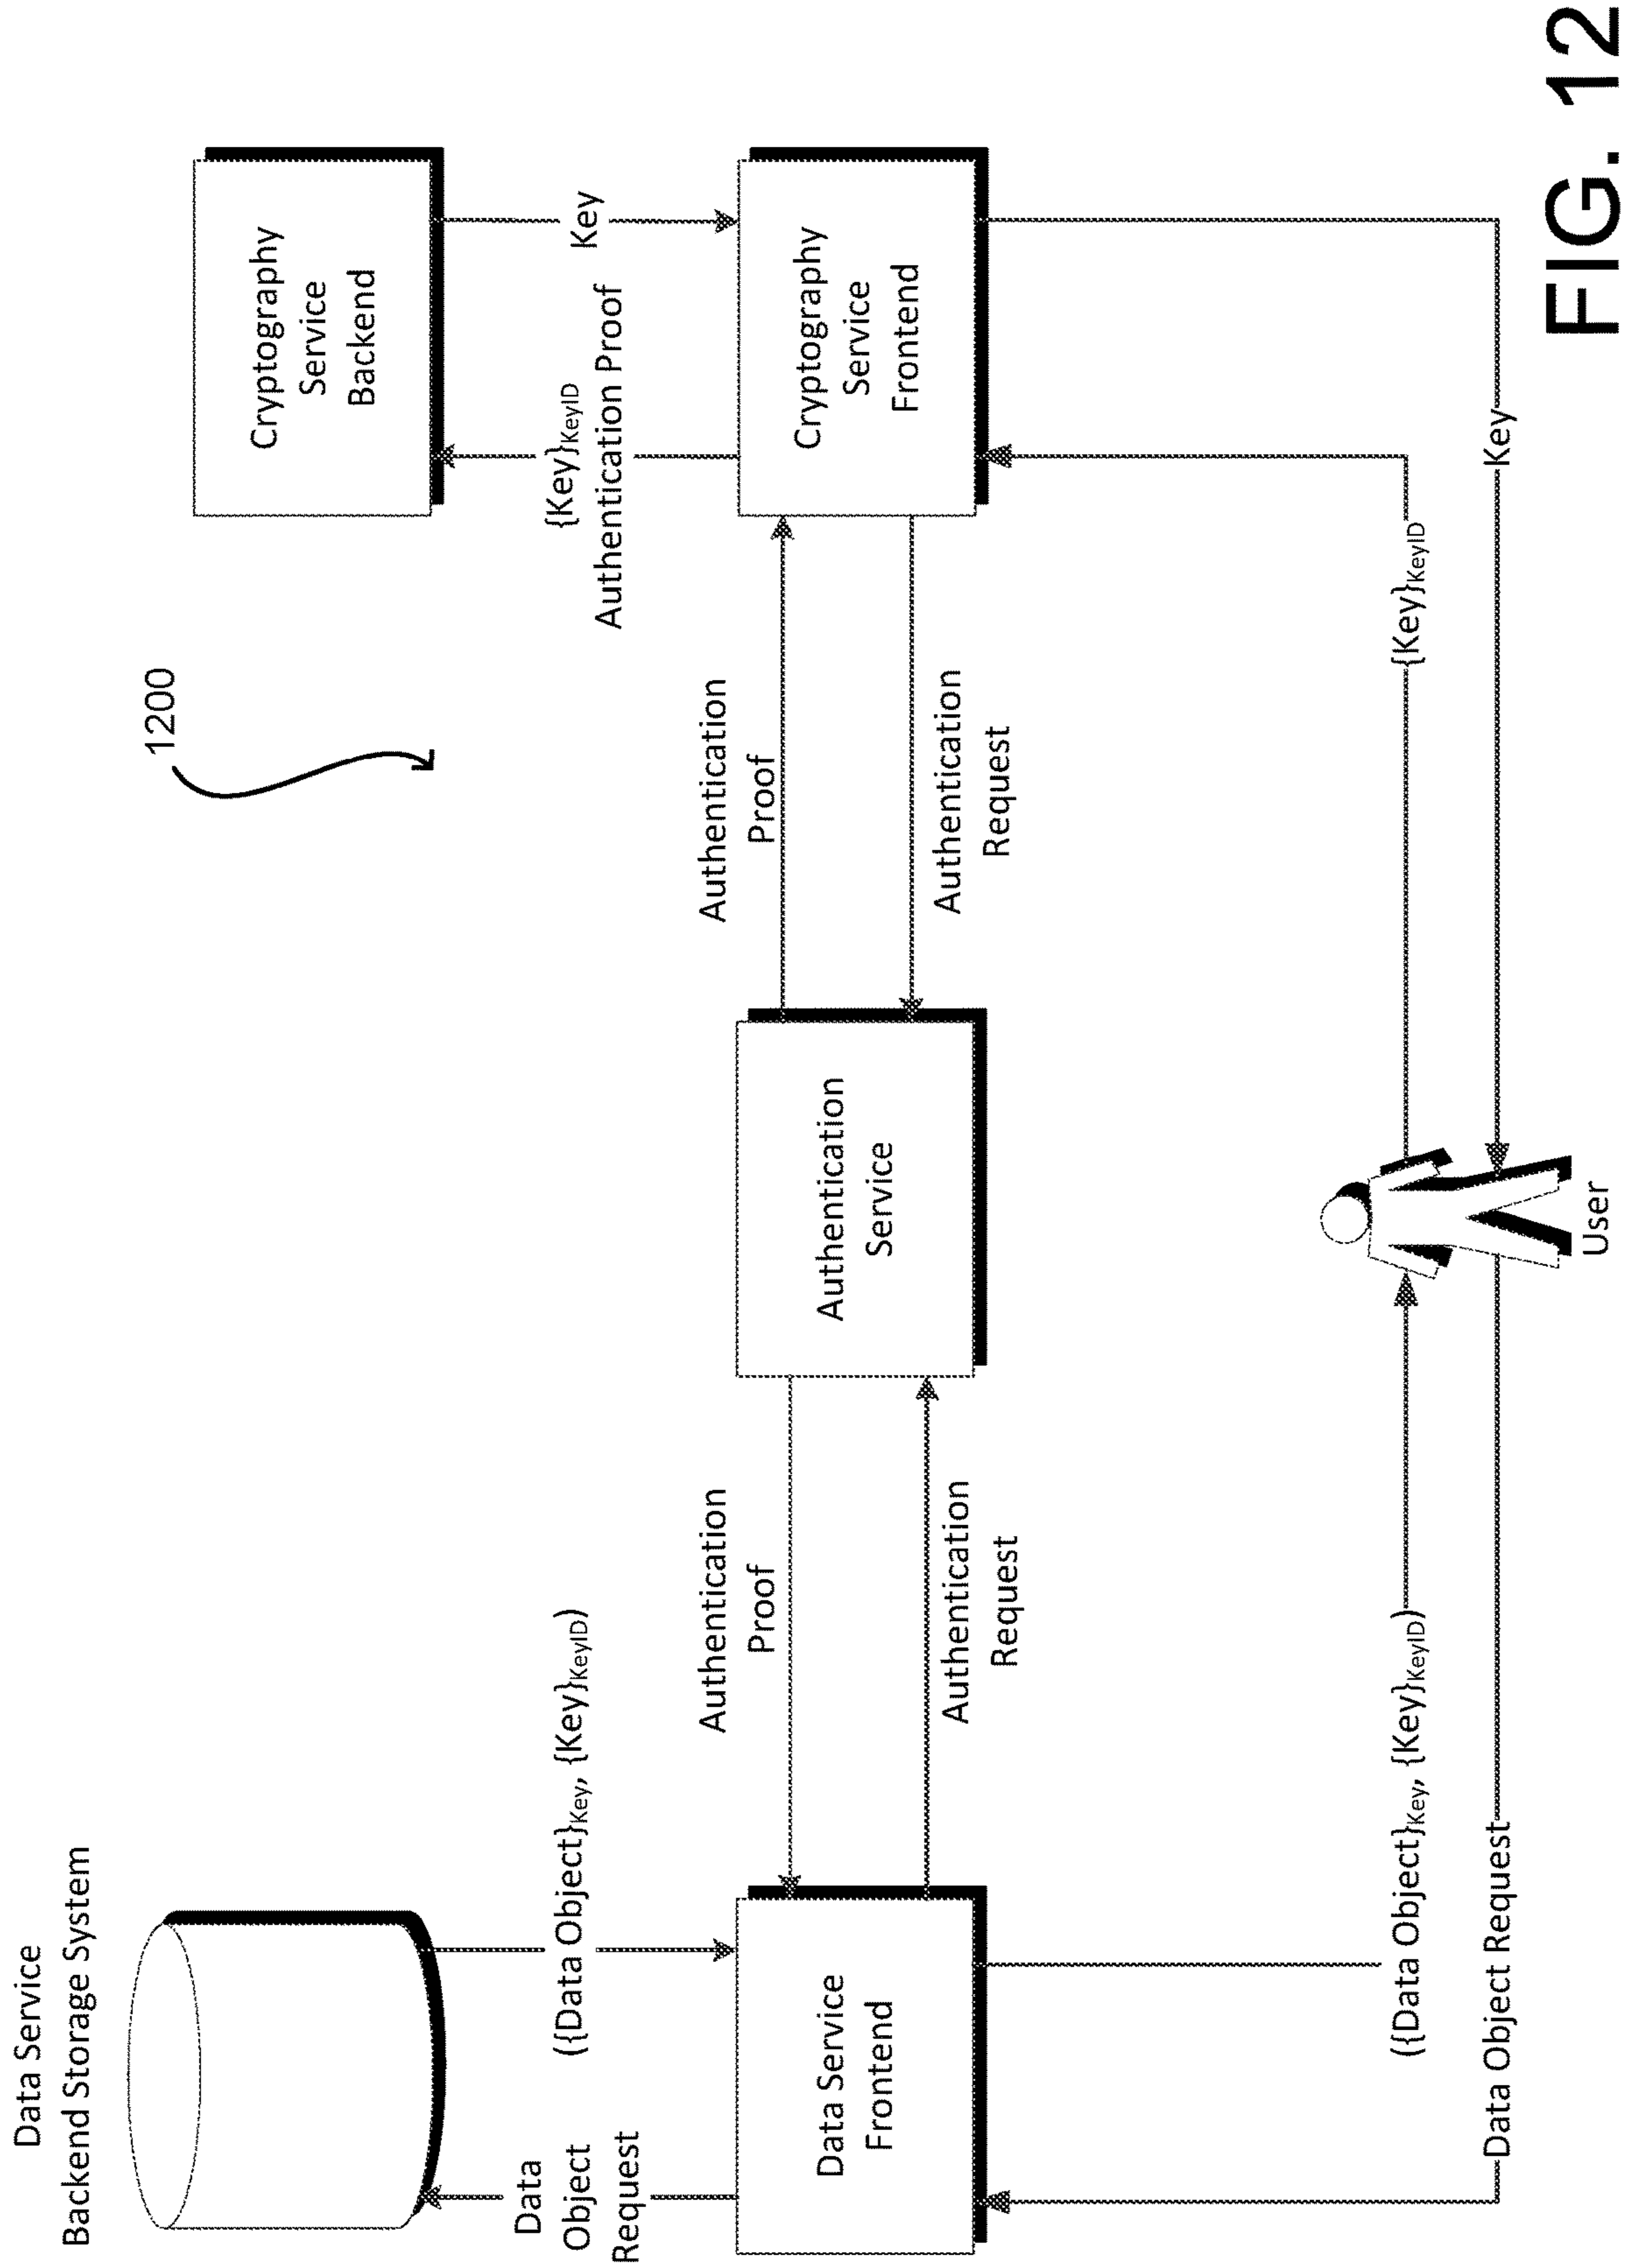 Data Service
Backend Storage System
1200
Cryptography
Service
Backend
Data
Object
Request
({Data Object}Key, {Key}KeyID)
{Key}KeyID
Authentication Proof
Key
Authentication
Proof
Authentication
Proof
Data Service
Frontend
Authentication
Service
Cryptography
Service
Frontend
Authentication
Request
Authentication
Request
({Data Object}Key, {Key}KeyID)
{Key}KeyID
Data Object Request
Key
User
FIG. 12